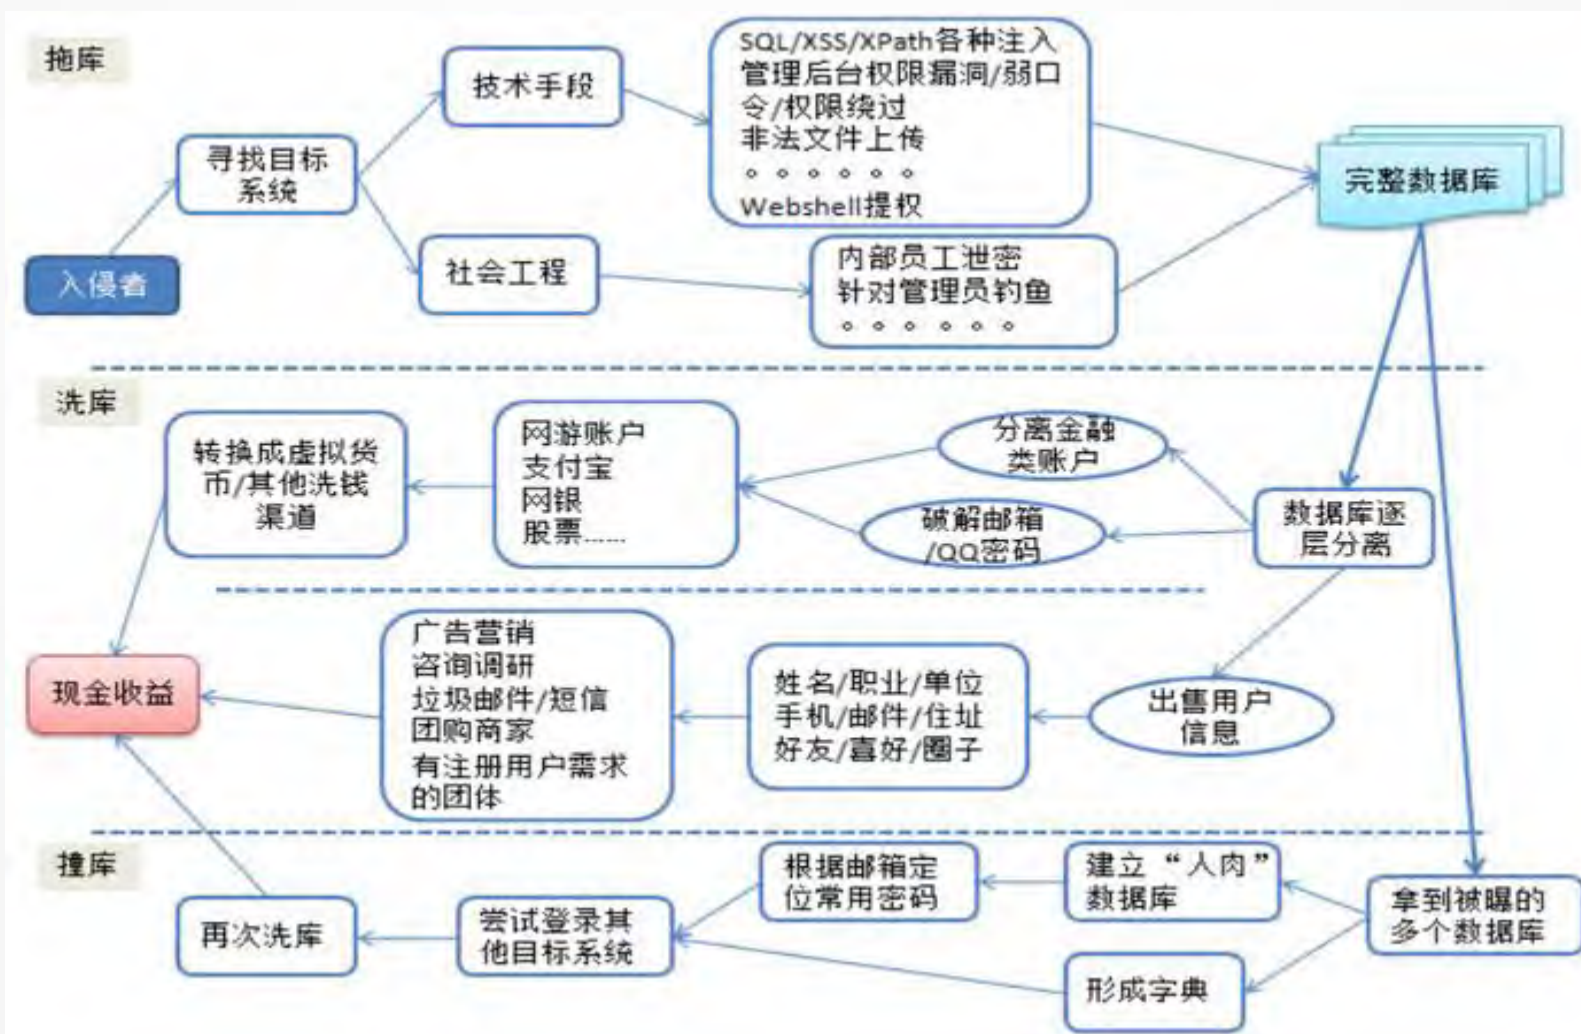 拖库
技术手段
SQL/XSS/XPath各种注入
管理后台权限漏洞/弱口
令/权限绕过
非法文件上传
。。。。。。
Webshell提权
寻找目标
系统
完整数据库
入侵者
社会工程
内部员工泄密
针对管理员钓鱼
。。。。。。
洗库
转换成虚拟货
币/其他洗钱
渠道
网游账户
支付宝
网银
股票......
分离金融
类账户
破解邮箱
/QQ密码
数据库逐
层分离
现金收益
广告营销
咨询调研
垃圾邮件/短信
团购商家
有注册用户需求
的团体
姓名/职业/单位
手机/邮件/住址
好友/喜好/圈子
出售用户
信息
撞库
再次洗库
尝试登录其
他目标系统
根据邮箱定
位常用密码
建立“人肉”
数据库
形成字典
拿到被曝的
多个数据库